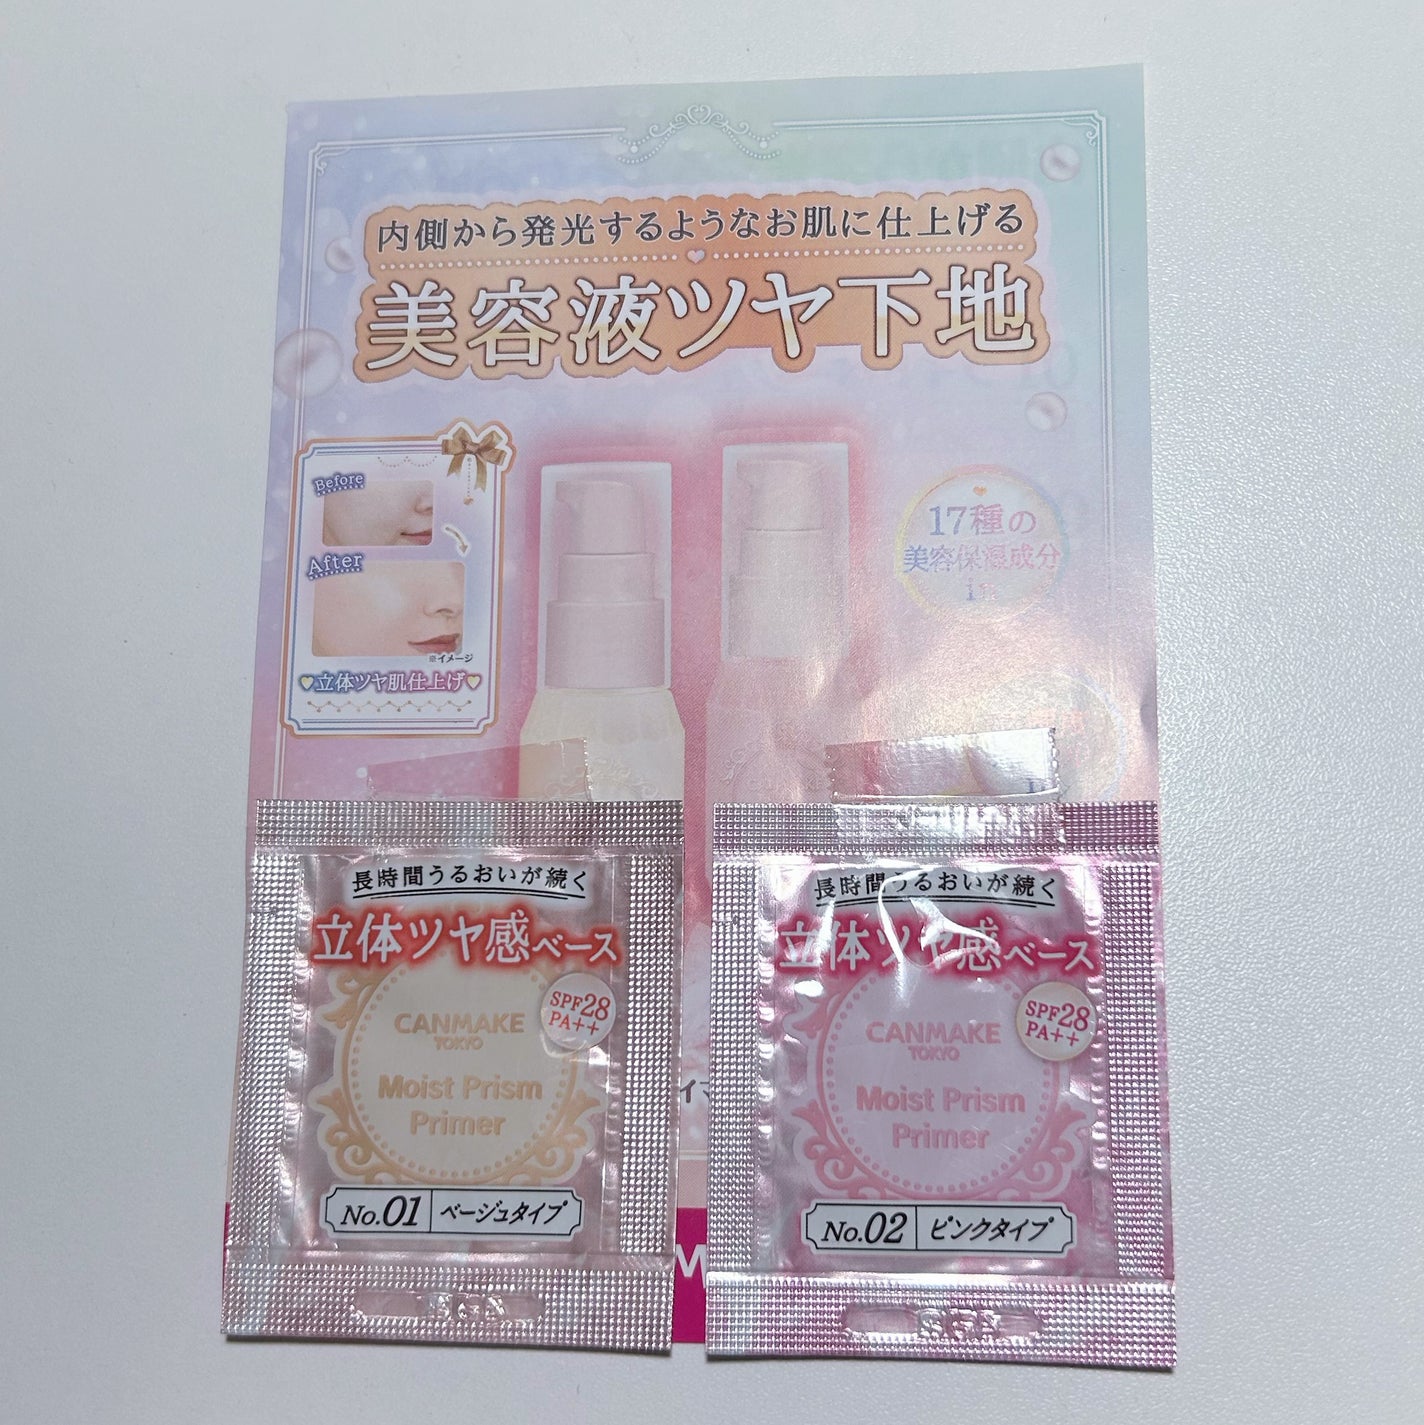 内側から発光するようなお肌に仕上げる
美容液ツヤ下地
Before
After
※イメージ
立体ツヤ肌仕上げ
17種の
美容保湿成分
in
長時間うるおいが続く
立体ツヤ感ベース
SPF28
PA++
CANMAKE
TOKYO
Moist Prism
Primer
No.01 ベージュタイプ
長時間うるおいが続く
立体ツヤ感ベース
SPF28
PA++
CANMAKE
TOKYO
Moist Prism
Primer
No.02 ピンクタイプ